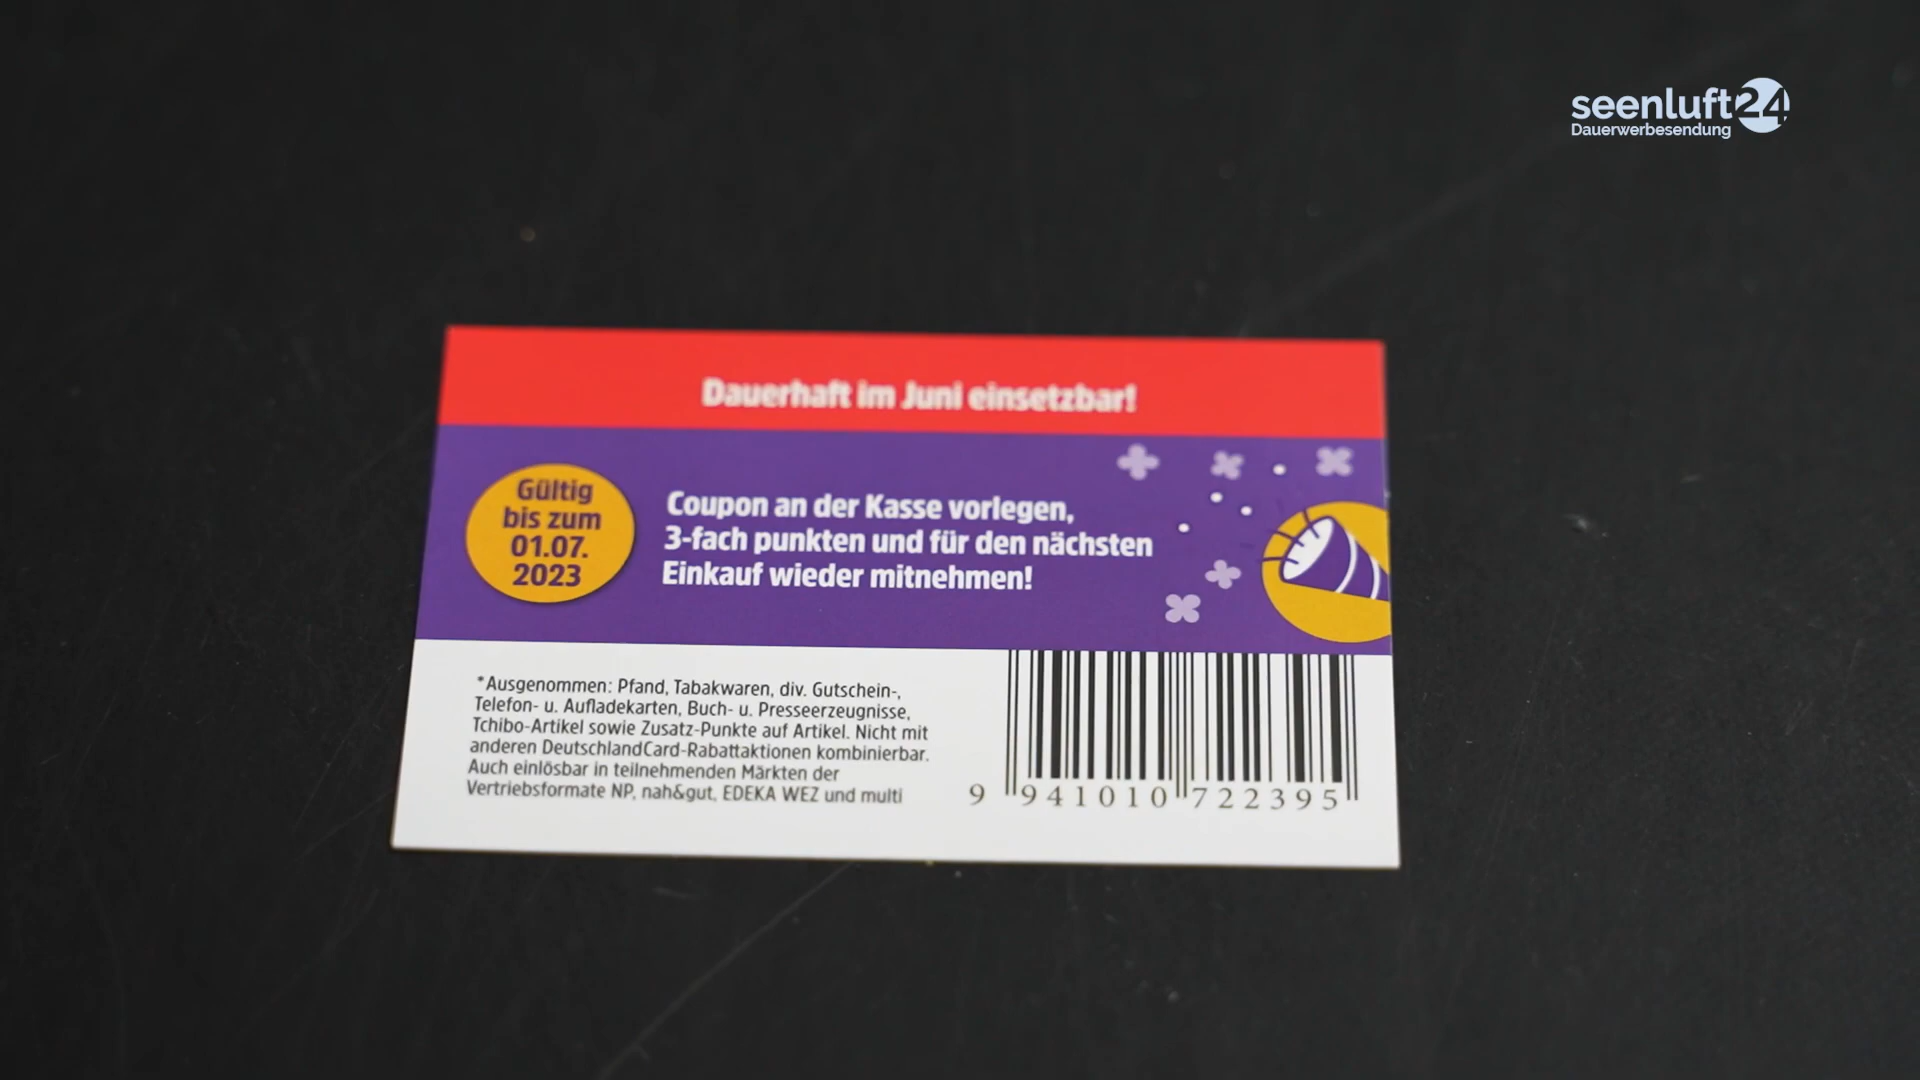 seenluft24
Dauerwerbesendung
Dauerhaft im Juni einsetzbar!
Gültig
bis zum
01.07.
2023
Coupon an der Kasse vorlegen,
3-fach punkten und für den nächsten
Einkauf wieder mitnehmen!
*Ausgenommen: Pfand, Tabakwaren, div. Gutschein-,
Telefon- u. Aufladekarten, Buch- u. Presseerzeugnisse,
Tchibo-Artikel sowie Zusatz-Punkte auf Artikel. Nicht mit
anderen DeutschlandCard-Rabattaktionen kombinierbar.
Auch einlösbar in teilnehmenden Märkten der
Vertriebsformate NP, nah&gut, EDEKA WEZ und multi
9 941010 722395